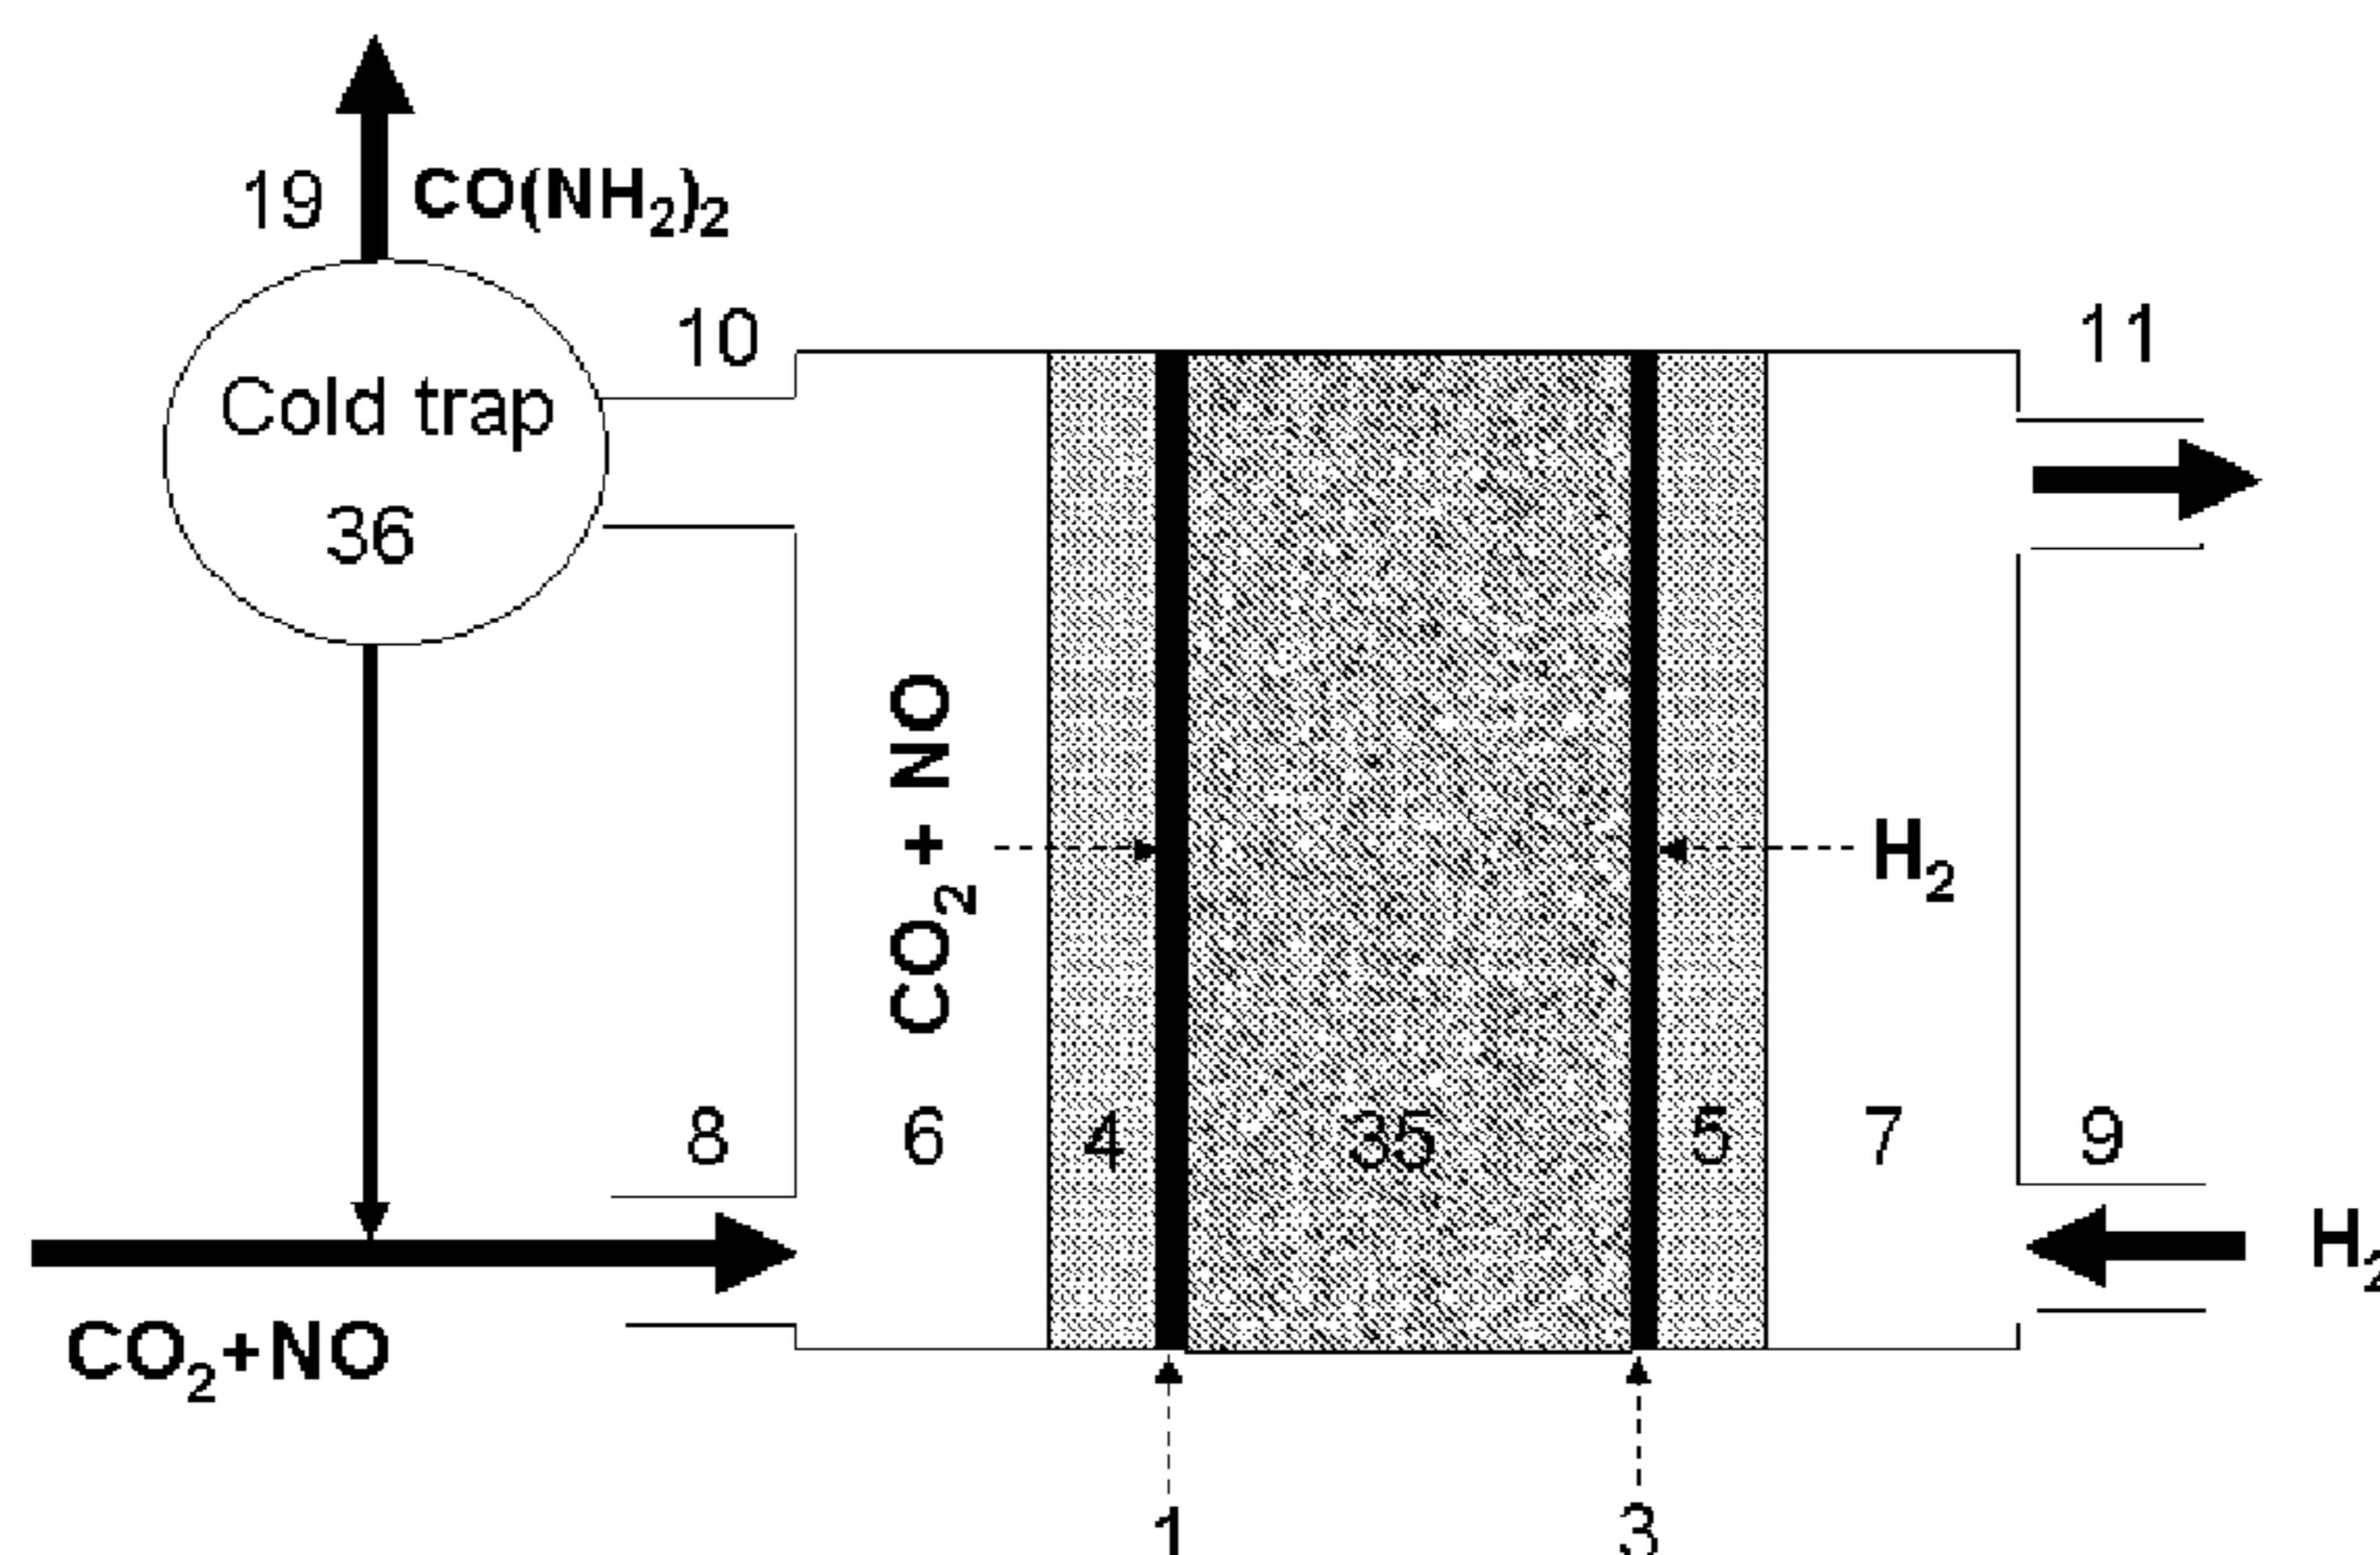 19 CO(NH₂)₂
10
11
Cold trap
36
CO₂ + NO
H₂
8
6
4
35
5
7
9
H₂
CO₂+NO
1
3